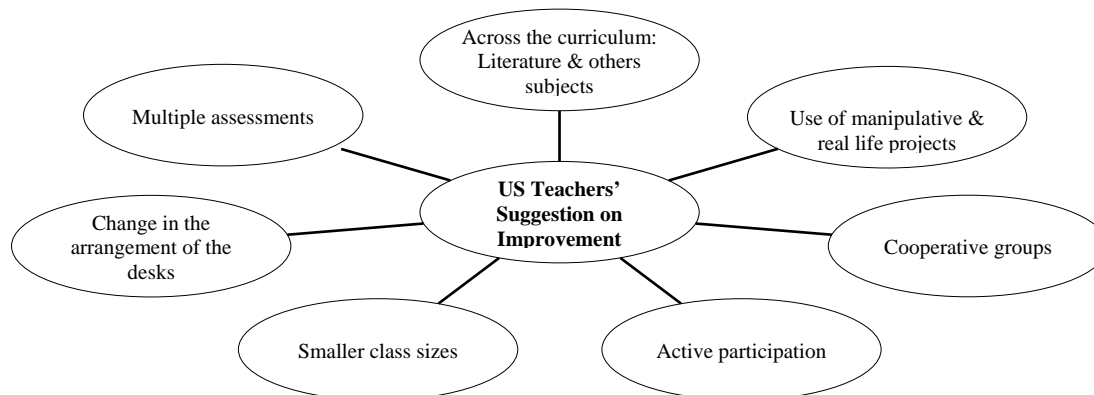 Across the curriculum:
Literature & others
subjects
Multiple assessments
Use of manipulative &
real life projects
US Teachers’
Suggestion on
Improvement
Change in the
arrangement of the
desks
Cooperative groups
Smaller class sizes
Active participation